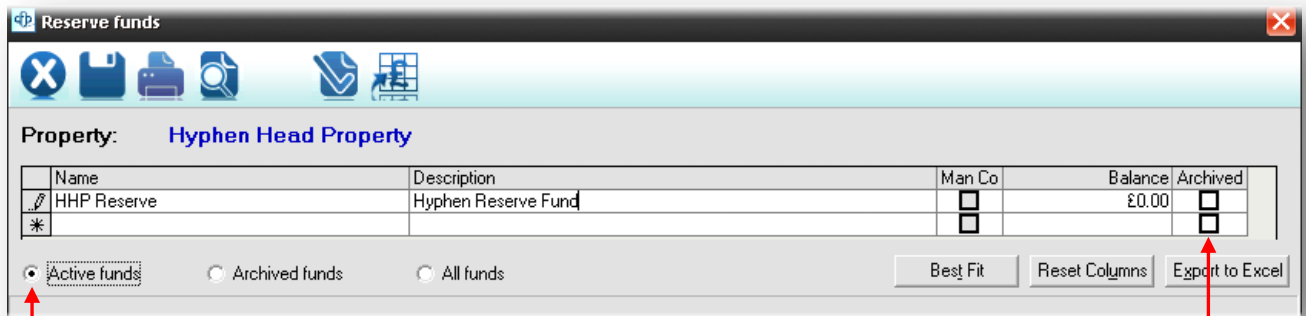 Reserve funds
Property: Hyphen Head Property
Name Description Man Co Balance Archived
HHP Reserve Hyphen Reserve Fund £0.00
Active funds Archived funds All funds Best Fit Reset Columns Export to Excel